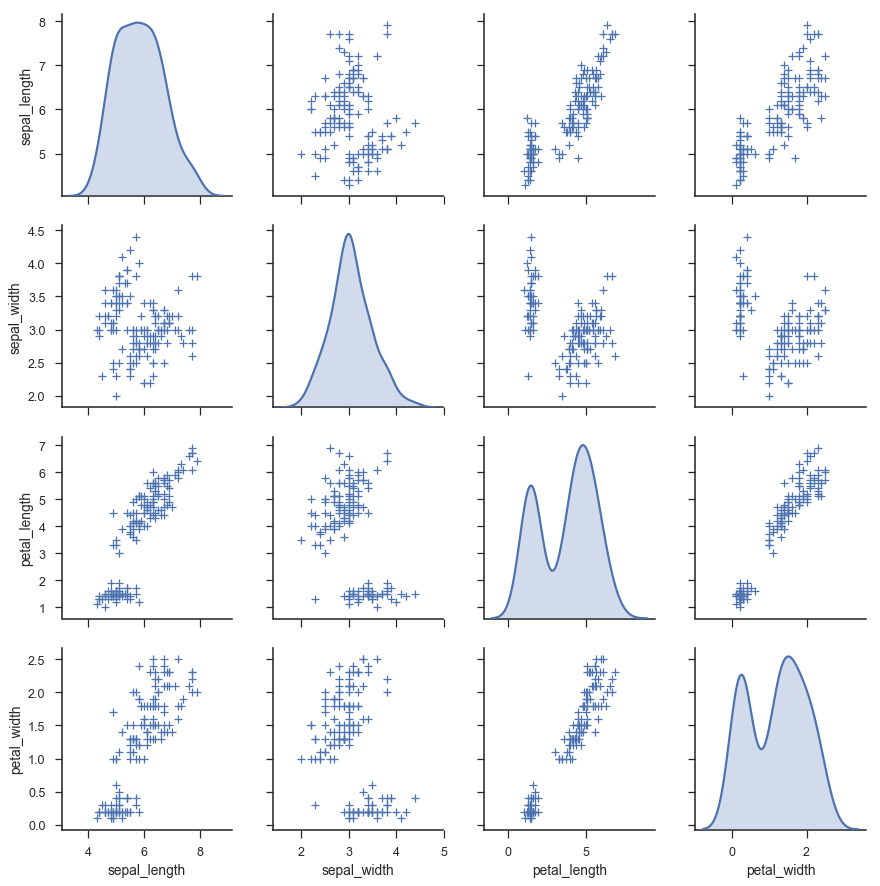 sepal_length
8
7
6
5
sepal_width
4.5
4.0
3.5
3.0
2.5
2.0
petal_length
7
6
5
4
3
2
1
petal_width
2.5
2.0
1.5
1.0
0.5
0.0
4 6 8
2 3 4 5
0 5
0 2
sepal_length
sepal_width
petal_length
petal_width